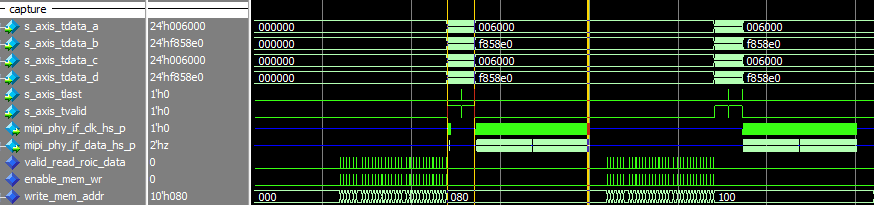 capture
s_axis_tdata_a 24'h006000 000000 006000 006000
s_axis_tdata_b 24'hf858e0 000000 f858e0 f858e0
s_axis_tdata_c 24'h006000 000000 006000 006000
s_axis_tdata_d 24'hf858e0 000000 f858e0 f858e0
s_axis_tlast 1'h0
s_axis_tvalid 1'h0
mipi_phy_if_clk_hs_p 1'h0
mipi_phy_if_data_hs_p 2'hz
valid_read_roic_data 0
enable_mem_wr 0
write_mem_addr 10'h080 000 080 100